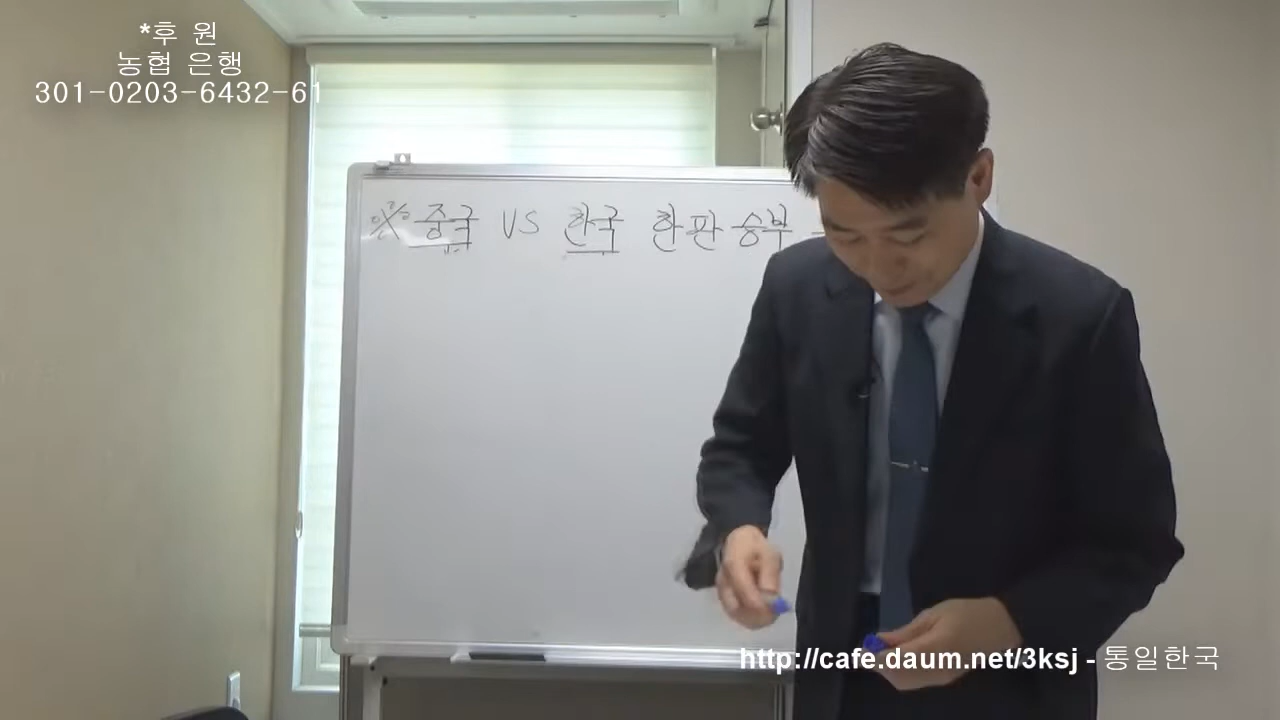 *후 원
농협 은행
301-0203-6432-61
※ 중국 VS 한국 한판 승부
http://cafe.daum.net/3ksj - 통일한국